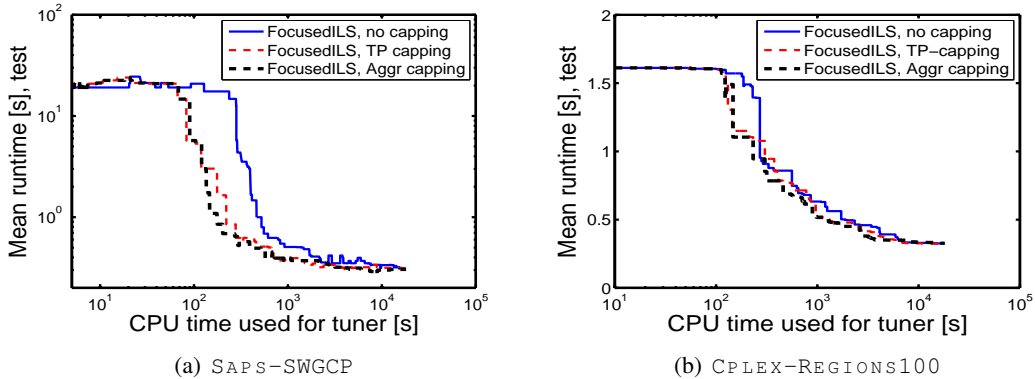 FocusedILS, no capping
FocusedILS, TP capping
FocusedILS, Aggr capping
Mean runtime [s], test
10^2
10^1
10^0
10^1
10^2
10^3
10^4
10^5
CPU time used for tuner [s]
(a) SAPS-SWGCP
FocusedILS, no capping
FocusedILS, TP-capping
FocusedILS, Aggr capping
Mean runtime [s], test
2
1.5
1
0.5
0
10^1
10^2
10^3
10^4
10^5
CPU time used for tuner [s]
(b) CPLEX-REGIONS100